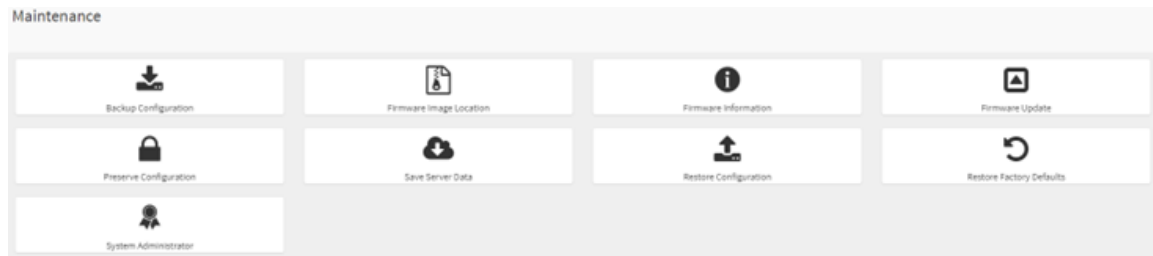 Maintenance
Backup Configuration
Firmware Image Location
Firmware Information
Firmware Update
Preserve Configuration
Save Server Data
Restore Configuration
Restore Factory Defaults
System Administrator